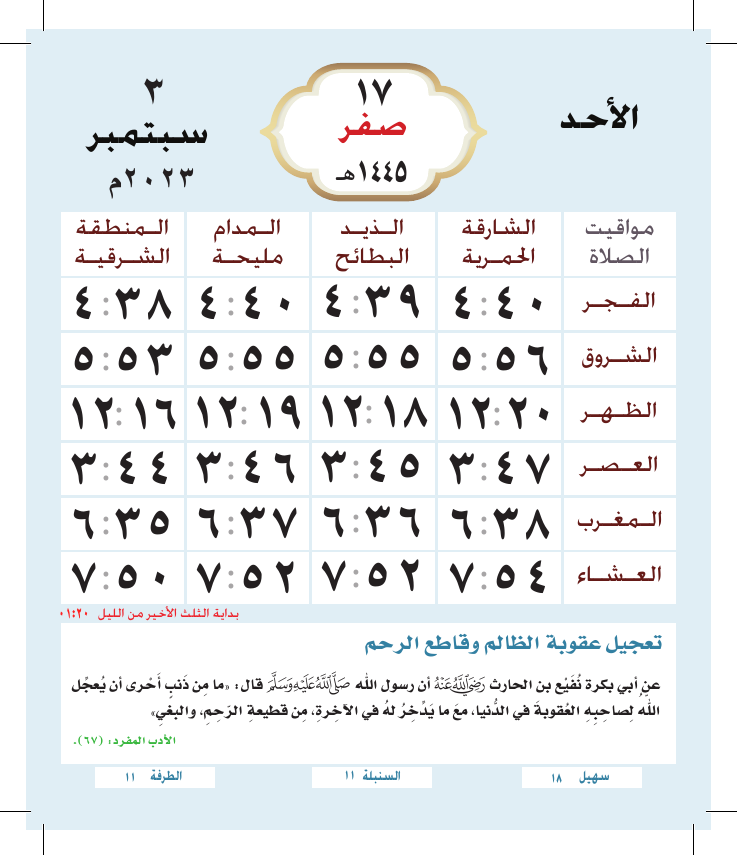 الأحد
١٧
صفر
١٤٤٥هـ
٣
سبتمبر
٢٠٢٣م
مواقيت الصلاة | الشارقة الحمرية | الذيد البطائح | المدام مليحة | المنطقة الشرقية
الفجر | ٤:٤٠ | ٤:٣٩ | ٤:٤٠ | ٤:٣٨
الشروق | ٥:٥٦ | ٥:٥٥ | ٥:٥٥ | ٥:٥٣
الظهر | ١٢:٢٠ | ١٢:١٨ | ١٢:١٩ | ١٢:١٦
العصر | ٣:٤٧ | ٣:٤٥ | ٣:٤٦ | ٣:٤٤
المغرب | ٦:٣٨ | ٦:٣٦ | ٦:٣٧ | ٦:٣٥
العشاء | ٧:٥٤ | ٧:٥٢ | ٧:٥٢ | ٧:٥٠
بداية الثلث الأخير من الليل ٠١:٢٠
تعجيل عقوبة الظالم وقاطع الرحم
عن أبي بكرة نُفَيْع بن الحارث رَضِيَ اللَّهُ عَنْهُ أن رسول الله صَلَّى اللَّهُ عَلَيْهِ وَسَلَّمَ قال: «ما مِن ذَنبٍ أَحْرى أن يُعجِّل
اللهُ لِصاحبِهِ العُقوبةَ في الدُّنيا، معَ ما يَدَّخِرُ لهُ في الآخِرةِ، مِن قطيعةِ الرَحِمِ، والبغيِ»
الأدب المفرد: (٦٧).
سهيل ١٨
السنبلة ١١
الطرفة ١١